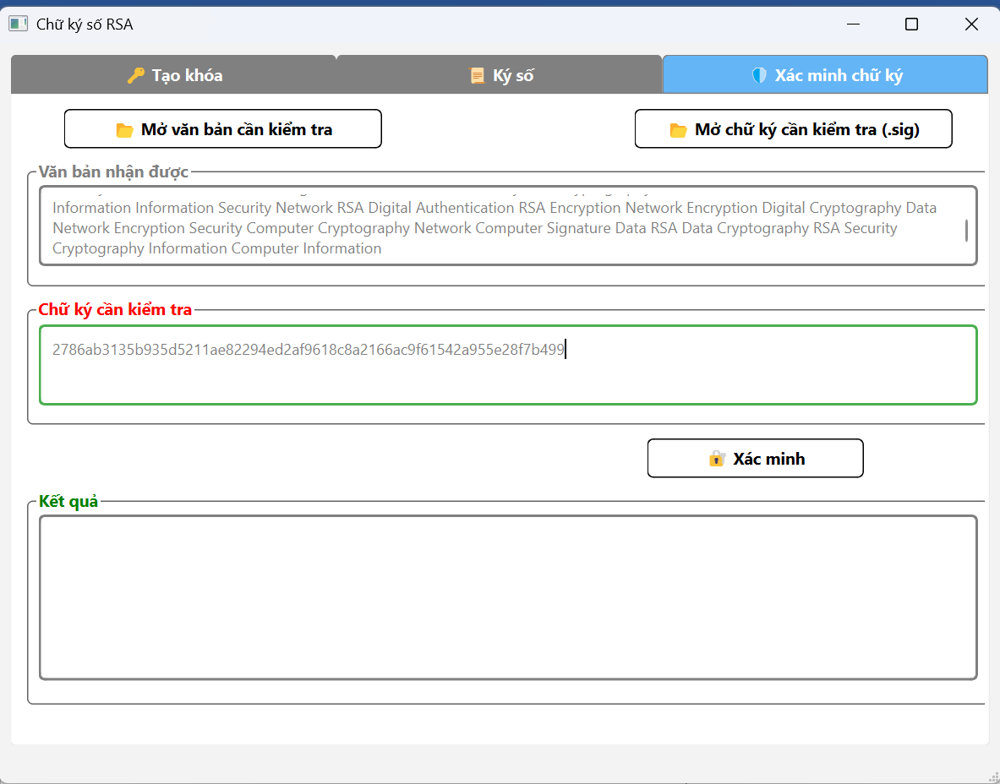 Chữ ký số RSA
Tạo khóa
Ký số
Xác minh chữ ký
Mở văn bản cần kiểm tra
Mở chữ ký cần kiểm tra (.sig)
Văn bản nhận được
Information Information Security Network RSA Digital Authentication RSA Encryption Network Encryption Digital Cryptography Data
Network Encryption Security Computer Cryptography Network Computer Signature Data RSA Data Cryptography RSA Security
Cryptography Information Computer Information
Chữ ký cần kiểm tra
2786ab3135b935d5211ae82294ed2af9618c8a2166ac9f61542a955e28f7b499
Xác minh
Kết quả